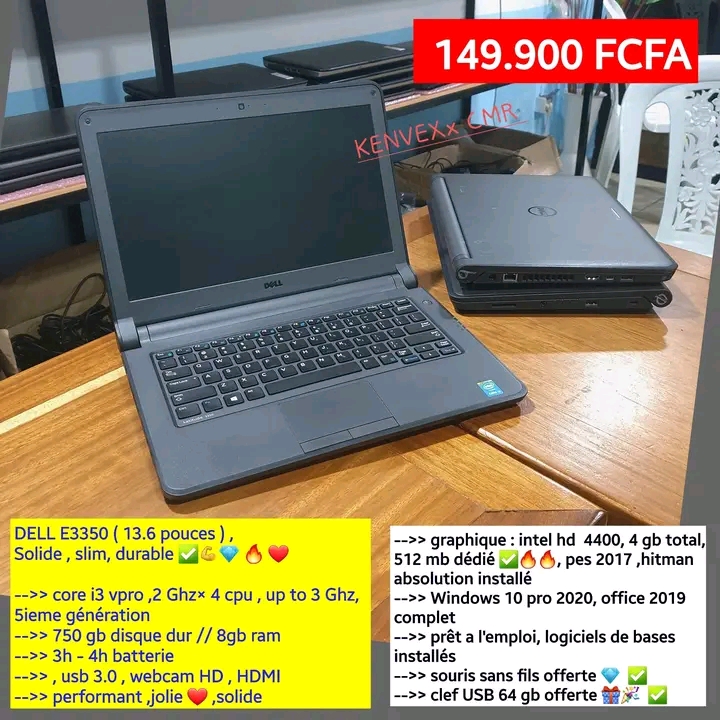 149.900 FCFA
KENVEXx CMR
DELL
DELL
DELL E3350 ( 13.6 pouces ) ,
Solide , slim, durable ✅💪💎🔥❤️
-->> core i3 vpro ,2 Ghz× 4 cpu , up to 3 Ghz,
5ieme génération
-->> 750 gb disque dur // 8gb ram
-->> 3h - 4h batterie
-->> , usb 3.0 , webcam HD , HDMI
-->> performant ,jolie ❤️ ,solide
-->> graphique : intel hd 4400, 4 gb total,
512 mb dédié ✅🔥🔥, pes 2017 ,hitman
absolution installé
-->> Windows 10 pro 2020, office 2019
complet
-->> prêt a l'emploi, logiciels de bases
installés
-->> souris sans fils offerte 💎 ✅
-->> clef USB 64 gb offerte 🎁🎉 ✅